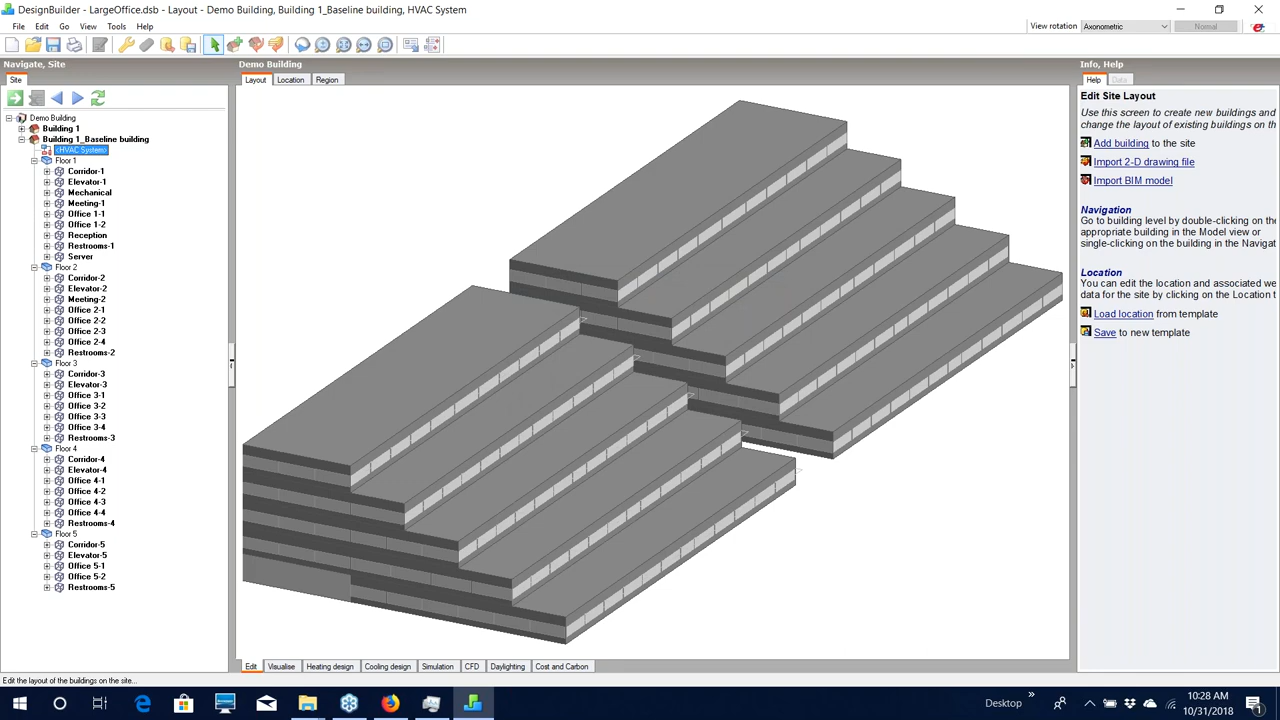 DesignBuilder - LargeOffice.dsb - Layout - Demo Building, Building 1_Baseline building, HVAC System
File Edit Go View Tools Help
View rotation Axonometric Normal
Navigate, Site
Site
Demo Building
Building 1
Building 1_Baseline building
<HVAC System>
Floor 1
Corridor-1
Elevator-1
Mechanical
Meeting-1
Office 1-1
Office 1-2
Reception
Restrooms-1
Server
Floor 2
Corridor-2
Elevator-2
Meeting-2
Office 2-1
Office 2-2
Office 2-3
Office 2-4
Restrooms-2
Floor 3
Corridor-3
Elevator-3
Office 3-1
Office 3-2
Office 3-3
Office 3-4
Restrooms-3
Floor 4
Corridor-4
Elevator-4
Office 4-1
Office 4-2
Office 4-3
Office 4-4
Restrooms-4
Floor 5
Corridor-5
Elevator-5
Office 5-1
Office 5-2
Restrooms-5
Demo Building
Layout Location Region
Edit Visualise Heating design Cooling design Simulation CFD Daylighting Cost and Carbon
Info, Help
Help Data
Edit Site Layout
Use this screen to create new buildings and
change the layout of existing buildings on th
Add building to the site
Import 2-D drawing file
Import BIM model
Navigation
Go to building level by double-clicking on the
appropriate building in the Model view or
single-clicking on the building in the Navigat
Location
You can edit the location and associated we
data for the site by clicking on the Location t
Load location from template
Save to new template
Edit the layout of the buildings on the site...
Desktop
10:28 AM
10/31/2018